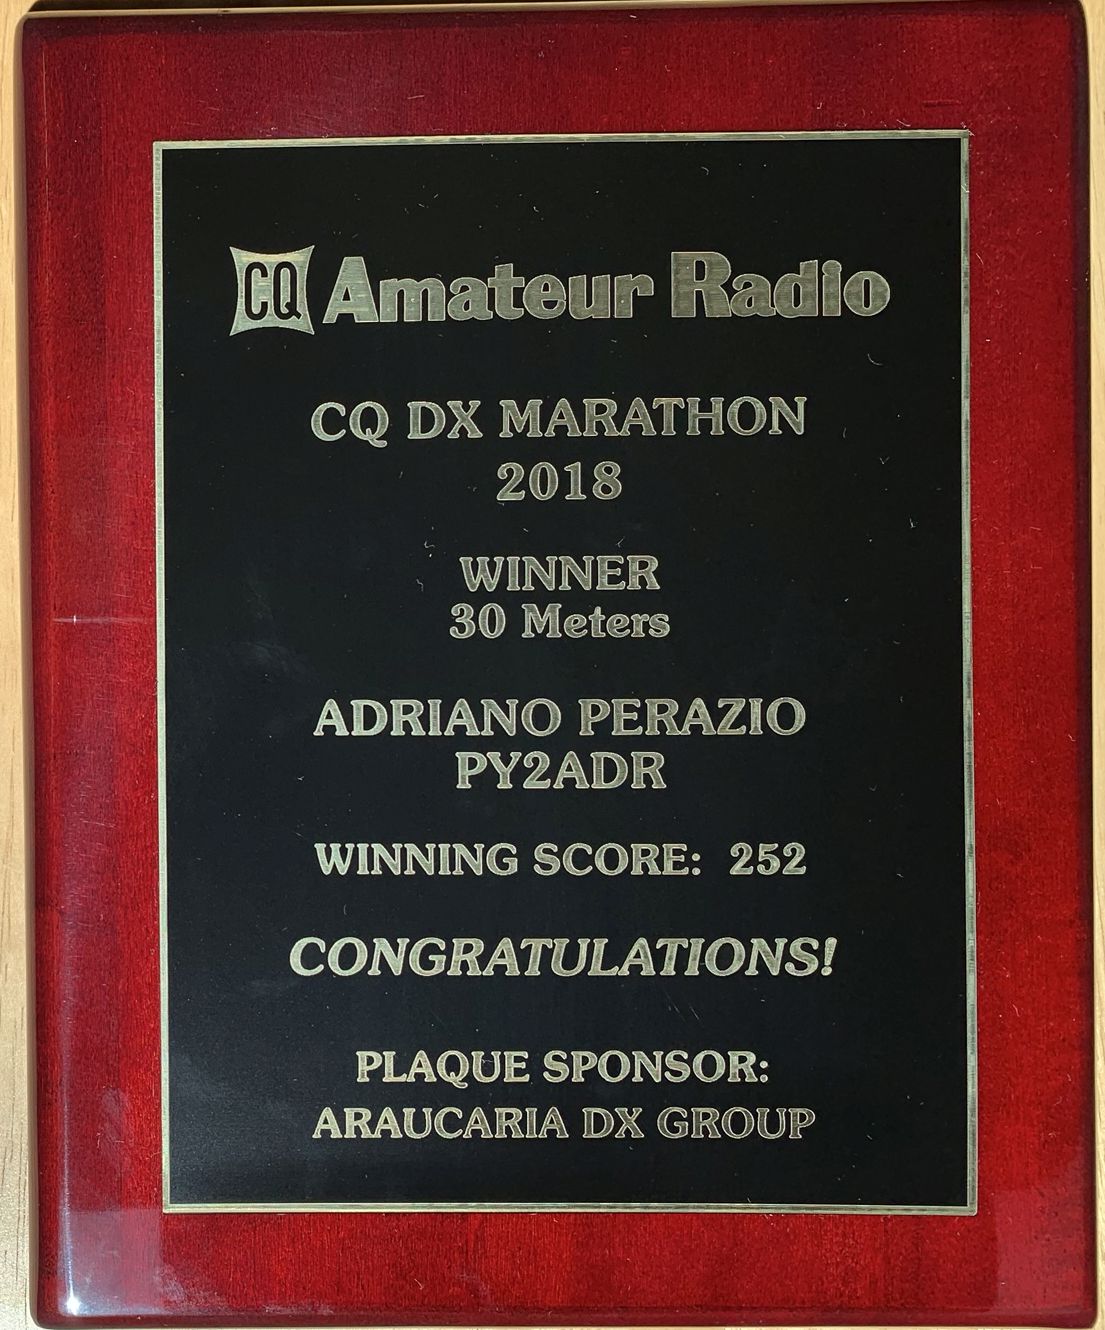 CQ Amateur Radio
CQ DX MARATHON
2018
WINNER
30 Meters
ADRIANO PERAZIO
PY2ADR
WINNING SCORE: 252
CONGRATULATIONS!
PLAQUE SPONSOR:
ARAUCARIA DX GROUP